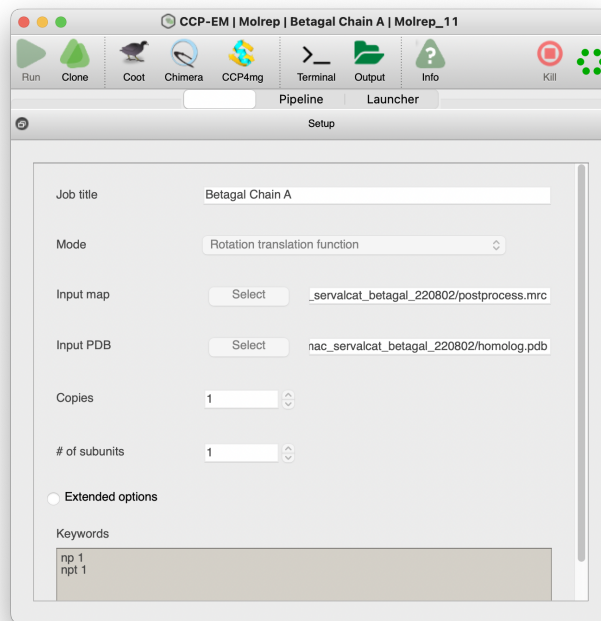 CCP-EM | Molrep | Betagal Chain A | Molrep_11
Run Clone Coot Chimera CCP4mg Terminal Output Info Kill
Pipeline Launcher
Setup
Job title Betagal Chain A
Mode Rotation translation function
Input map Select _servalcat_betagal_220802/postprocess.mrc
Input PDB Select mac_servalcat_betagal_220802/homolog.pdb
Copies 1
# of subunits 1
Extended options
Keywords
np 1
npt 1